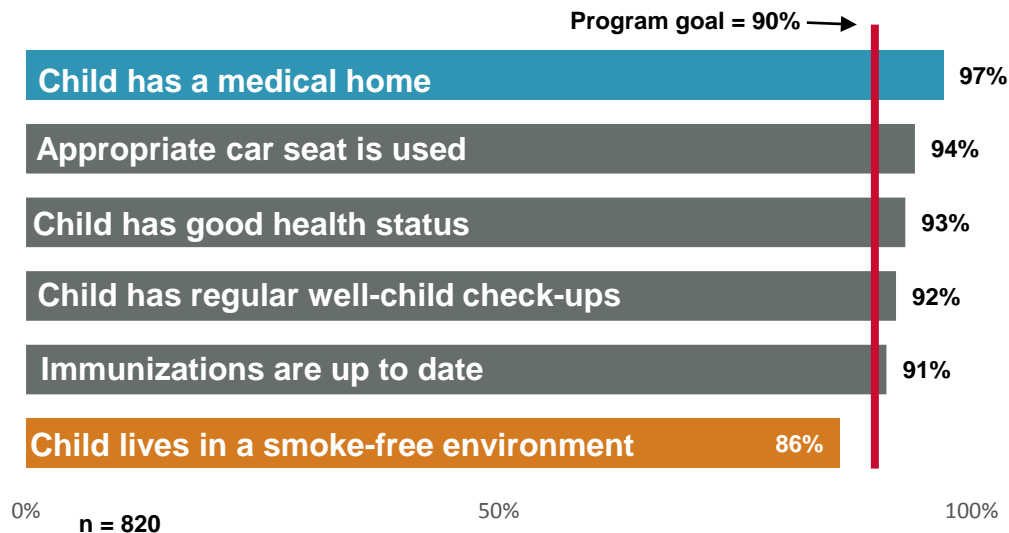 Program goal = 90%
Child has a medical home 97%
Appropriate car seat is used 94%
Child has good health status 93%
Child has regular well-child check-ups 92%
Immunizations are up to date 91%
Child lives in a smoke-free environment 86%
0% 50% 100%
n = 820